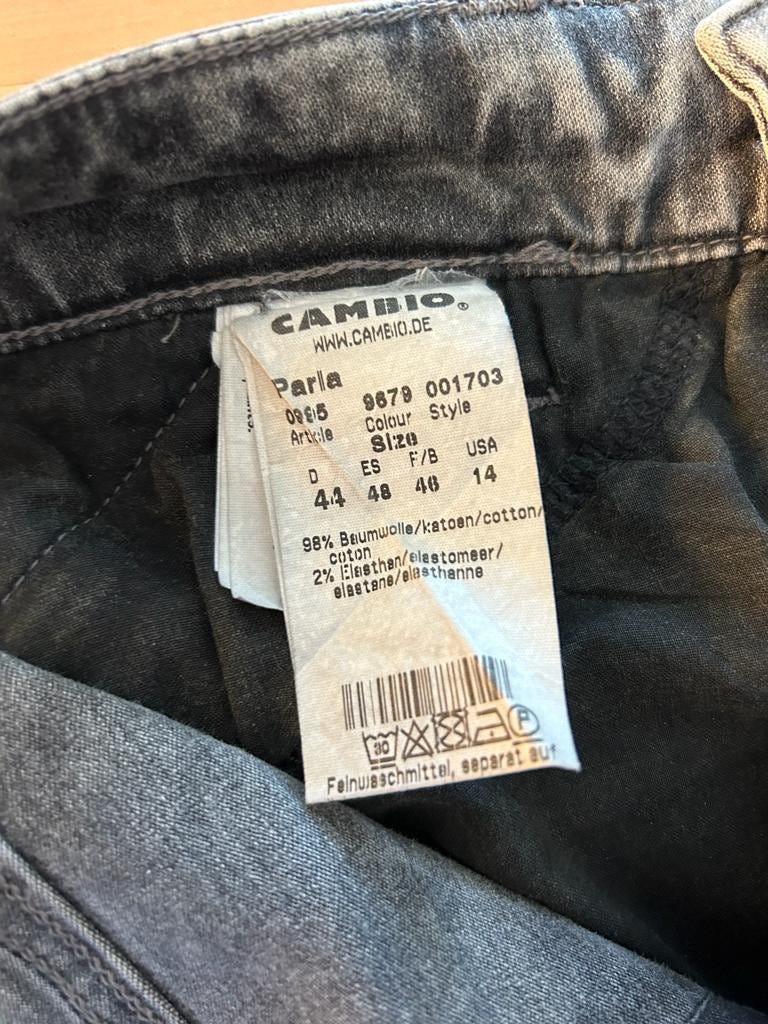 CAMBIO®
WWW.CAMBIO.DE
Parla
0995 9679 001703
Article Colour Style
Size
D ES F/B USA
44 48 46 14
98% Baumwolle/katoen/cotton/
coton
2% Elasthan/elastomeer/
elastane/elasthanne
30 P
Feinwaschmittel, separat auf